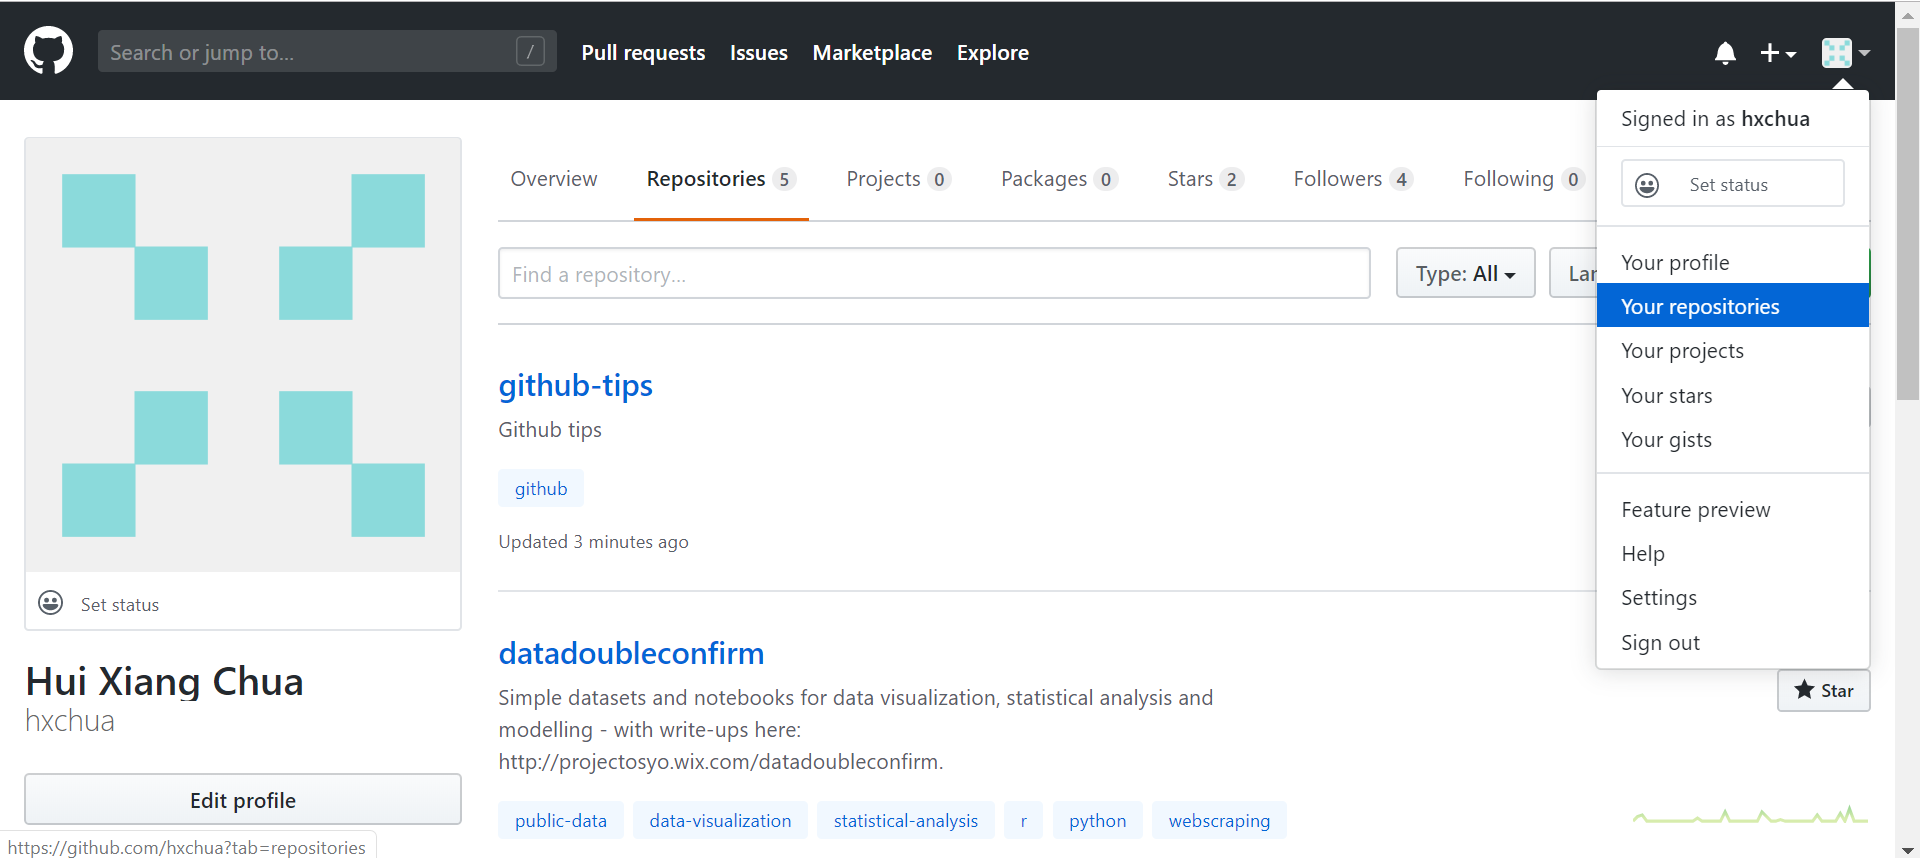 Search or jump to... / Pull requests Issues Marketplace Explore
Signed in as hxchua
Set status
Your profile
Your repositories
Your projects
Your stars
Your gists
Feature preview
Help
Settings
Sign out
Overview Repositories 5 Projects 0 Packages 0 Stars 2 Followers 4 Following 0
Find a repository... Type: All Lan
github-tips
Github tips
github
Updated 3 minutes ago
datadoubleconfirm
Star
Simple datasets and notebooks for data visualization, statistical analysis and
modelling - with write-ups here:
http://projectosyo.wix.com/datadoubleconfirm.
public-data data-visualization statistical-analysis r python webscraping
Set status
Hui Xiang Chua
hxchua
Edit profile
https://github.com/hxchua?tab=repositories